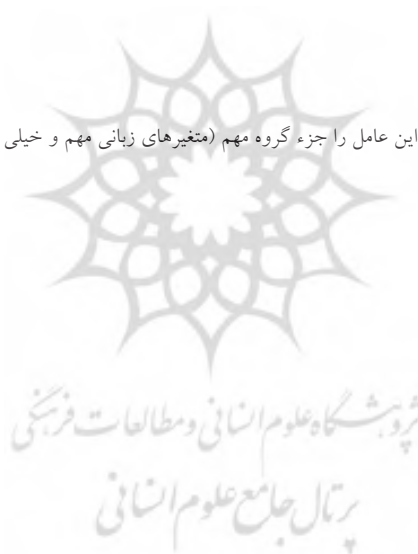 این عامل را جزء گروه مهم (متغیرهای زبانی مهم و خیلی
پژوهشگاه علوم انسانی و مطالعات فرهنگی
پرتال جامع علوم انسانی